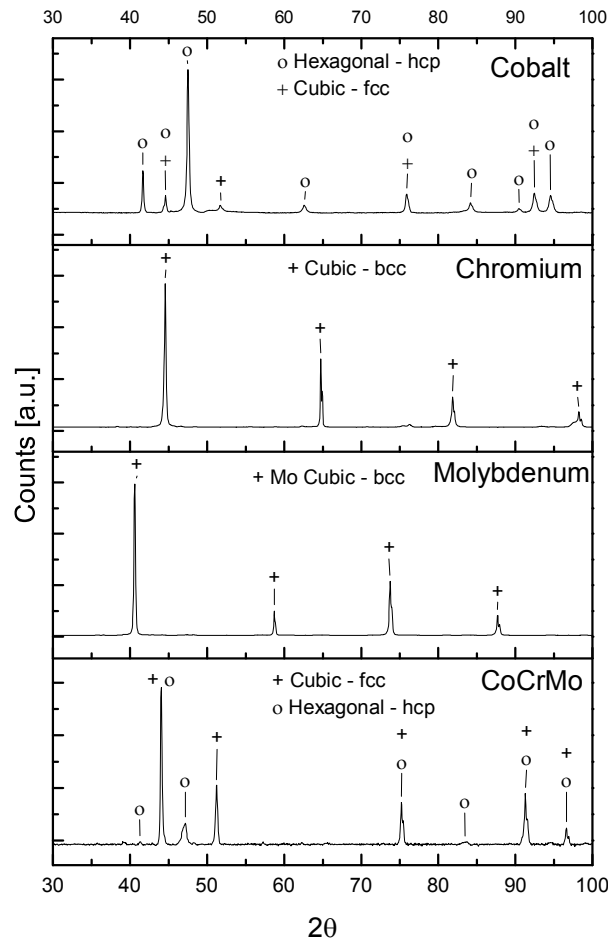 30 40 50 60 70 80 90 100
o Hexagonal - hcp
+ Cubic - fcc
Cobalt
o
o
+
o
+
o
o
+
o
o
o
+
o
+ Cubic - bcc
Chromium
+
+
+
+
+ Mo Cubic - bcc
Molybdenum
+
+
+
+
+ Cubic - fcc
o Hexagonal - hcp
CoCrMo
o
+ o
o
+
+
o
o
+
o
+
o
Counts [a.u.]
30 40 50 60 70 80 90 100
2θ